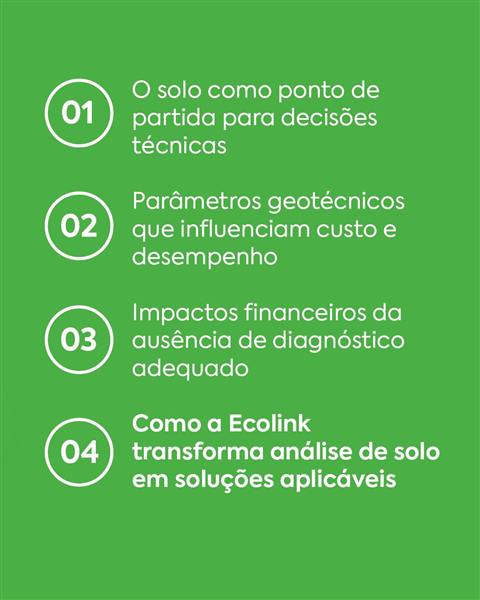 01
O solo como ponto de
partida para decisões
técnicas
02
Parâmetros geotécnicos
que influenciam custo e
desempenho
03
Impactos financeiros da
ausência de diagnóstico
adequado
04
Como a Ecolink
transforma análise de solo
em soluções aplicáveis